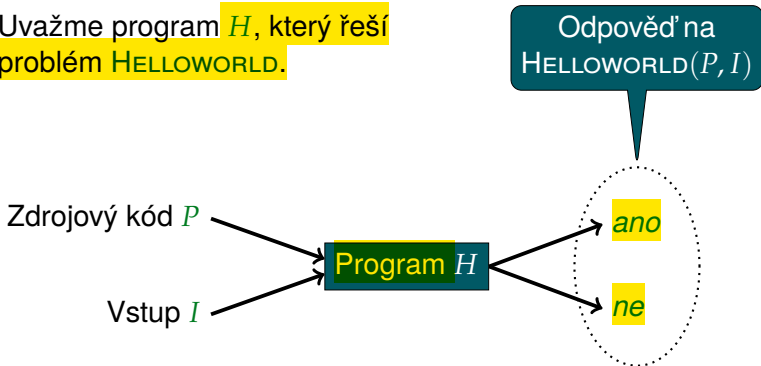 Uvažme program H, který řeší
problém HELLOWORLD.
Odpověď na
HELLOWORLD(P, I)
Zdrojový kód P
Vstup I
Program H
ano
ne